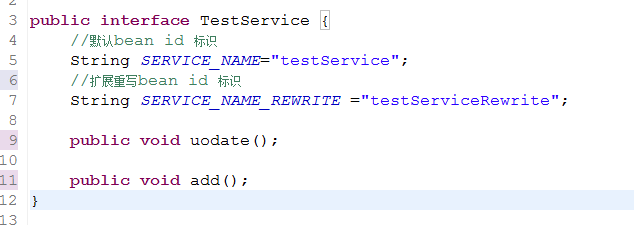 3 public interface TestService {
4 //默认bean id 标识
5 String SERVICE_NAME="testService";
6 //扩展重写bean id 标识
7 String SERVICE_NAME_REWRITE ="testServiceRewrite";
8
9 public void uodate();
10
11 public void add();
12 }
13